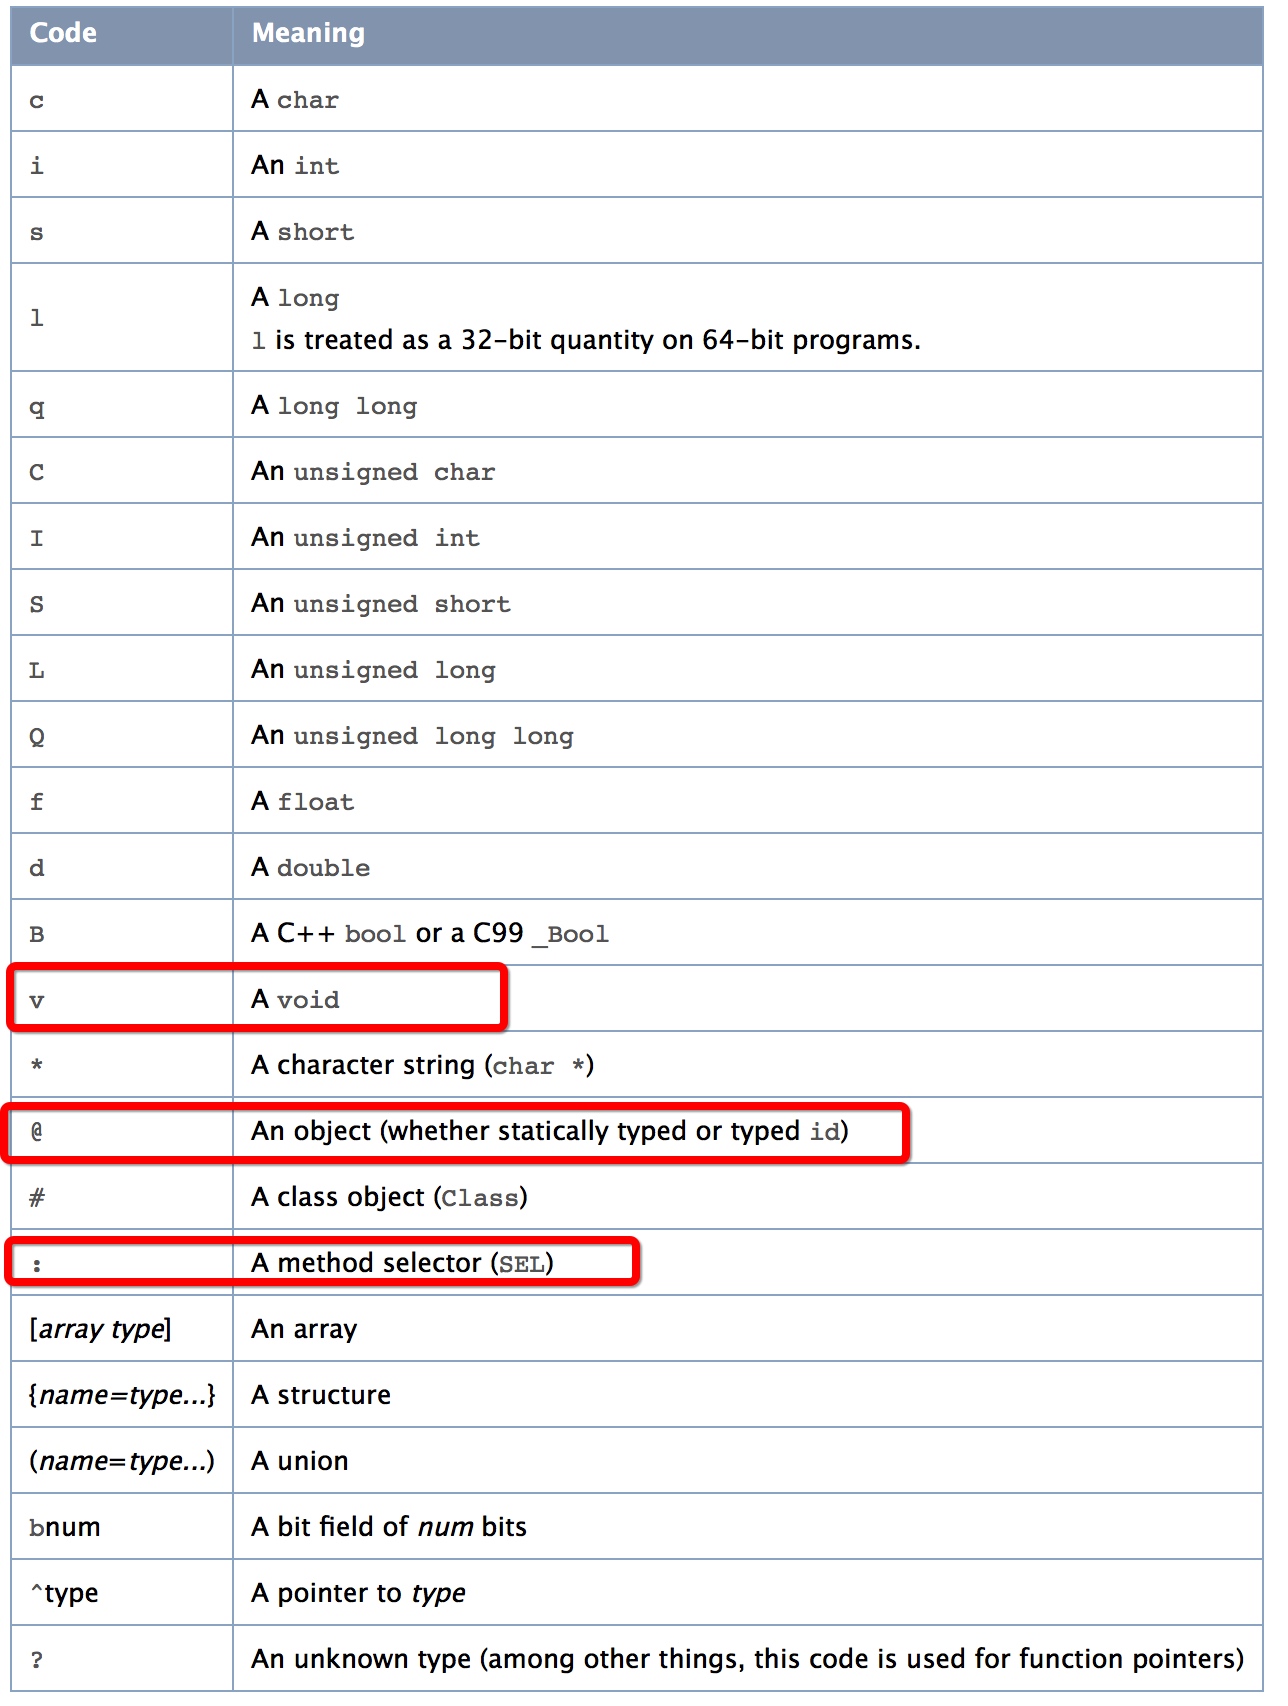 Code Meaning
c A char
i An int
s A short
l A long
l is treated as a 32-bit quantity on 64-bit programs.
q A long long
C An unsigned char
I An unsigned int
S An unsigned short
L An unsigned long
Q An unsigned long long
f A float
d A double
B A C++ bool or a C99 _Bool
v A void
* A character string (char *)
@ An object (whether statically typed or typed id)
# A class object (Class)
: A method selector (SEL)
[array type] An array
{name=type...} A structure
(name=type...) A union
bnum A bit field of num bits
^type A pointer to type
? An unknown type (among other things, this code is used for function pointers)